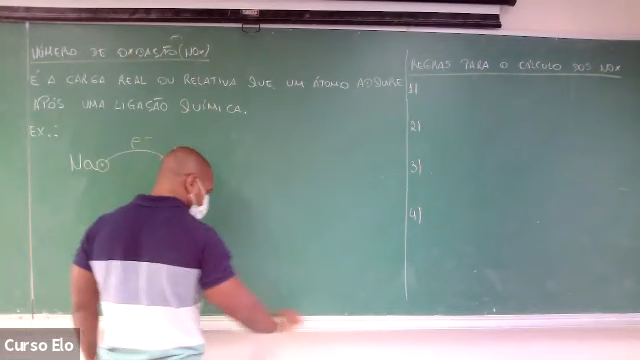 NÚMERO DE OXIDAÇÃO (NOX)
É A CARGA REAL OU RELATIVA QUE UM ÁTOMO ADQUIRE
APÓS UMA LIGAÇÃO QUÍMICA.
EX.:
e⁻
Na
REGRAS PARA O CÁLCULO DOS NOX
1)
2)
3)
4)
Curso Elo